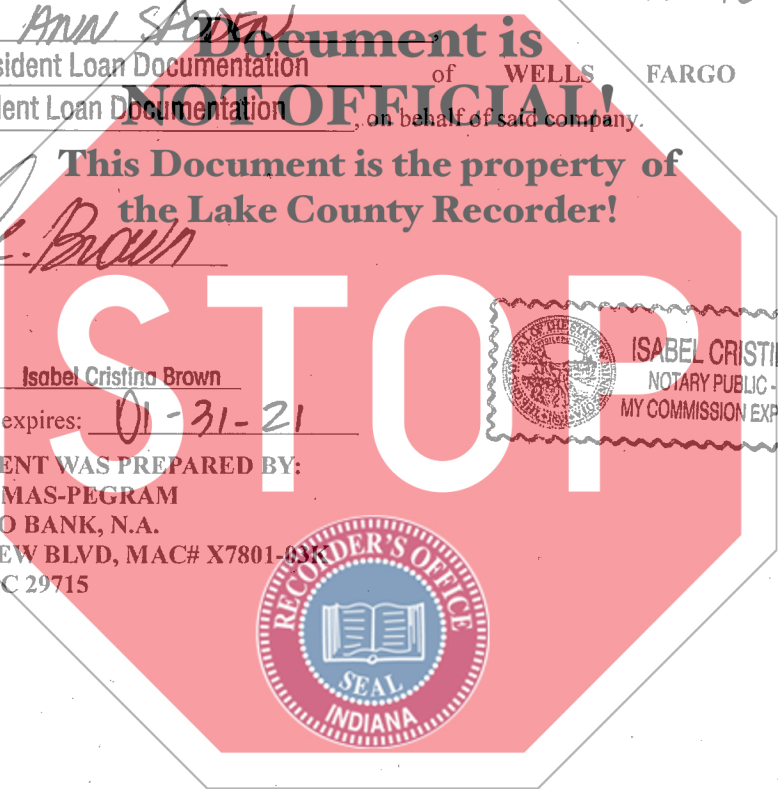 ANN SPODEN
Document is
sident Loan Documentation of WELLS FARGO
dent Loan Documentation, on behalf of said company.
NOT OFFICIAL!
This Document is the property of
the Lake County Recorder!
Brown
STOP
ISABEL CRISTI
NOTARY PUBLIC -
MY COMMISSION EXP
Isabel Cristina Brown
expires: 01-31-21
ENT WAS PREPARED BY:
MAS-PEGRAM
O BANK, N.A.
EW BLVD, MAC# X7801-03K
C 29715
RECORDER'S OFFICE
SEAL
INDIANA